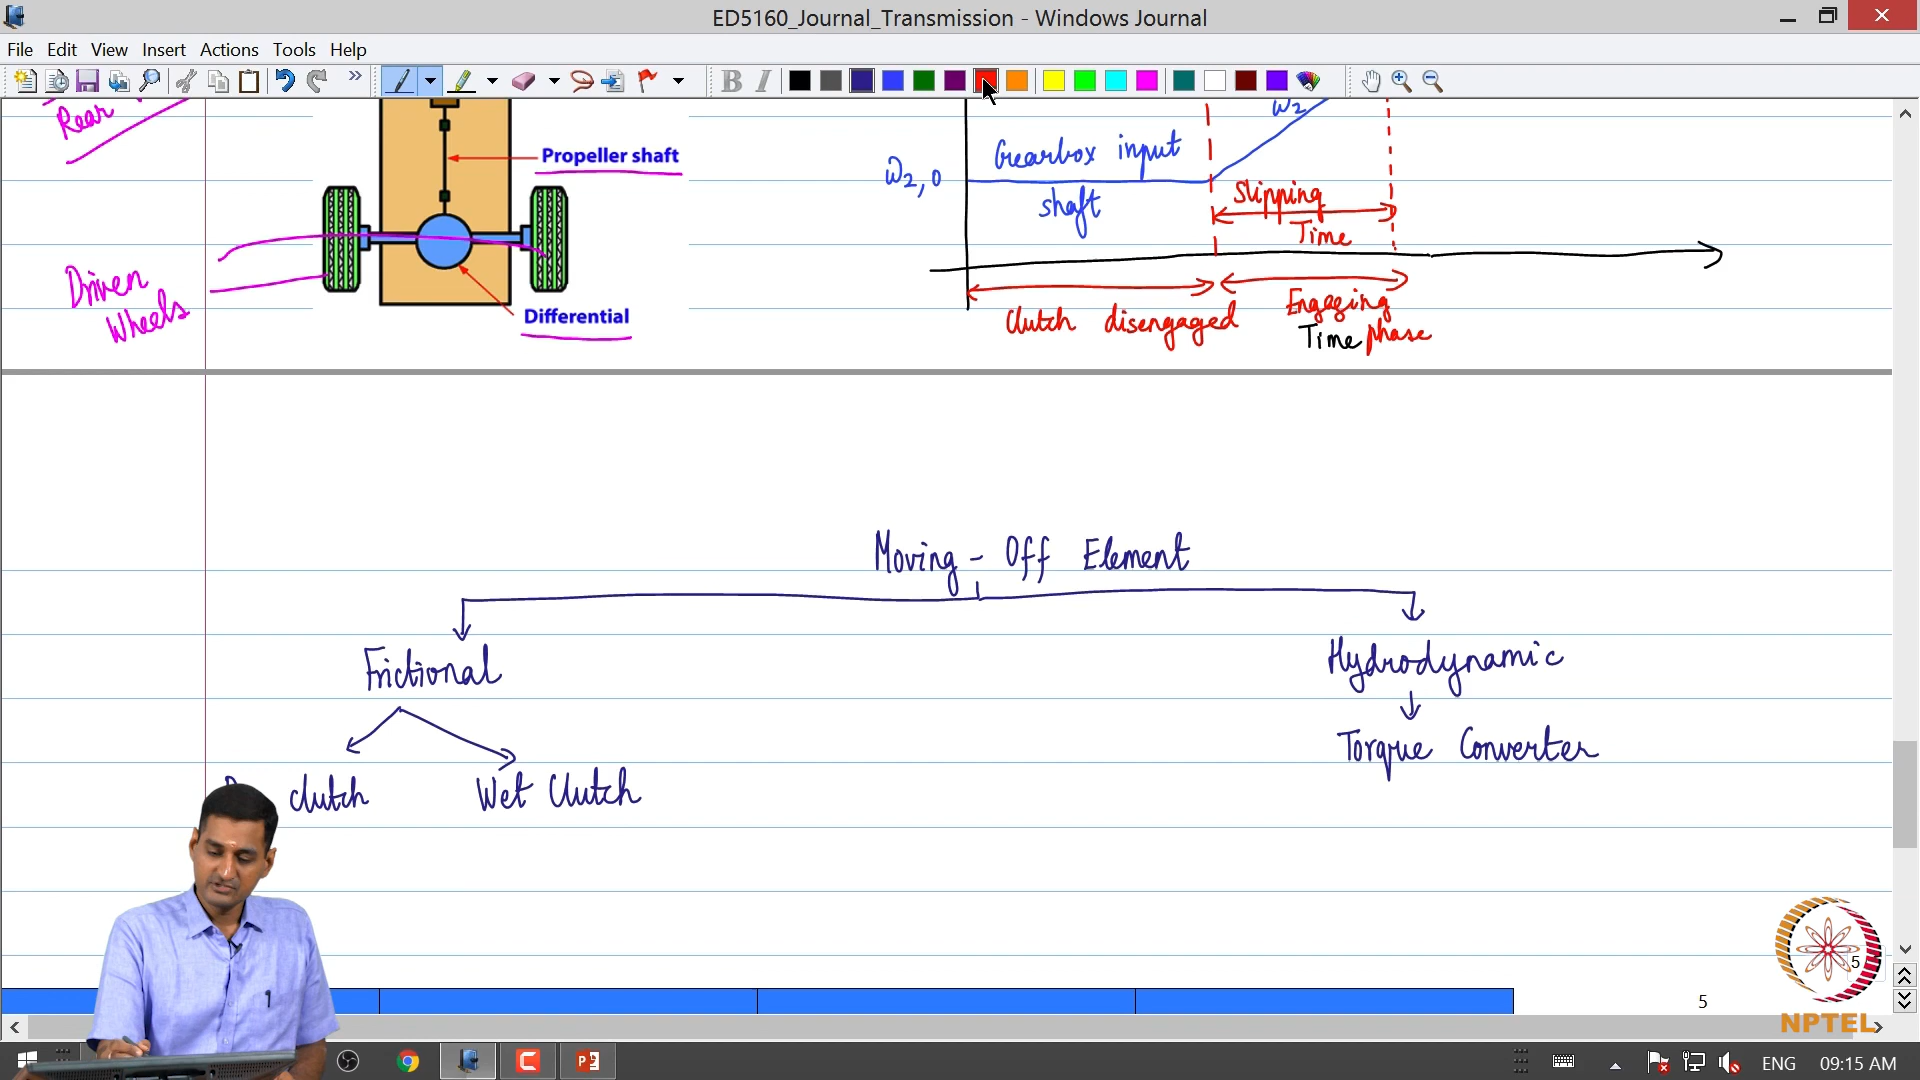 ED5160_Journal_Transmission - Windows Journal
File Edit View Insert Actions Tools Help
B I
Rear
Propeller shaft
Differential
Driven
Wheels
ω2
Gearbox input
shaft
ω2,0
Slipping
Time
Clutch disengaged
Engaging
Time phase
Moving - Off Element
Frictional
Hydrodynamic
clutch
Wet Clutch
Torque Converter
5
5
NPTEL
ENG 09:15 AM